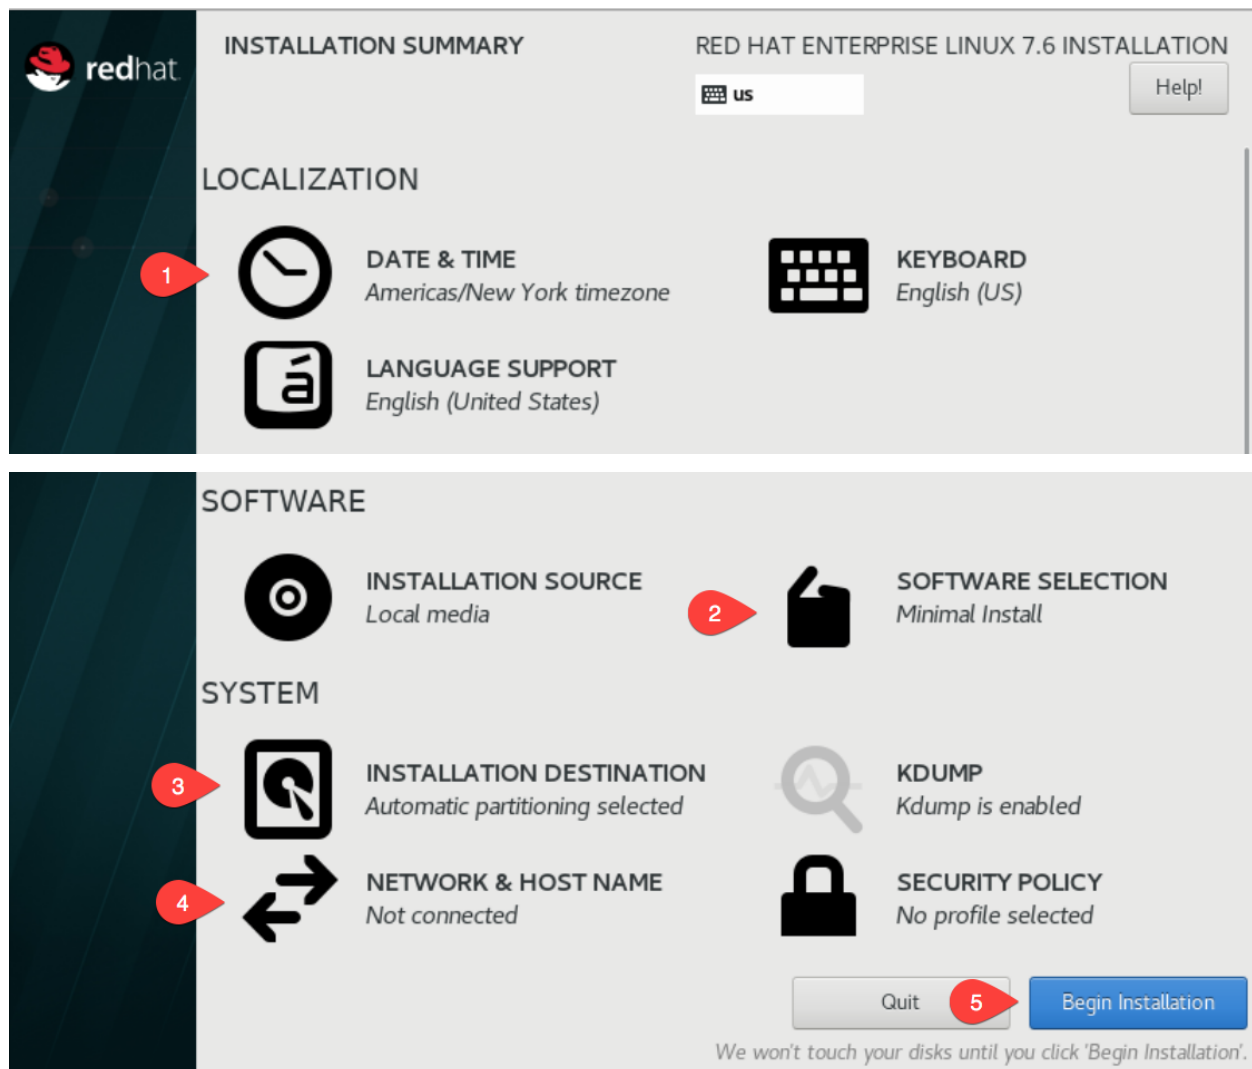 redhat.
INSTALLATION SUMMARY
RED HAT ENTERPRISE LINUX 7.6 INSTALLATION
us
Help!
LOCALIZATION
1
DATE & TIME
Americas/New York timezone
KEYBOARD
English (US)
á
LANGUAGE SUPPORT
English (United States)
SOFTWARE
INSTALLATION SOURCE
Local media
2
SOFTWARE SELECTION
Minimal Install
SYSTEM
3
INSTALLATION DESTINATION
Automatic partitioning selected
KDUMP
Kdump is enabled
4
NETWORK & HOST NAME
Not connected
SECURITY POLICY
No profile selected
Quit
5
Begin Installation
We won't touch your disks until you click 'Begin Installation'.